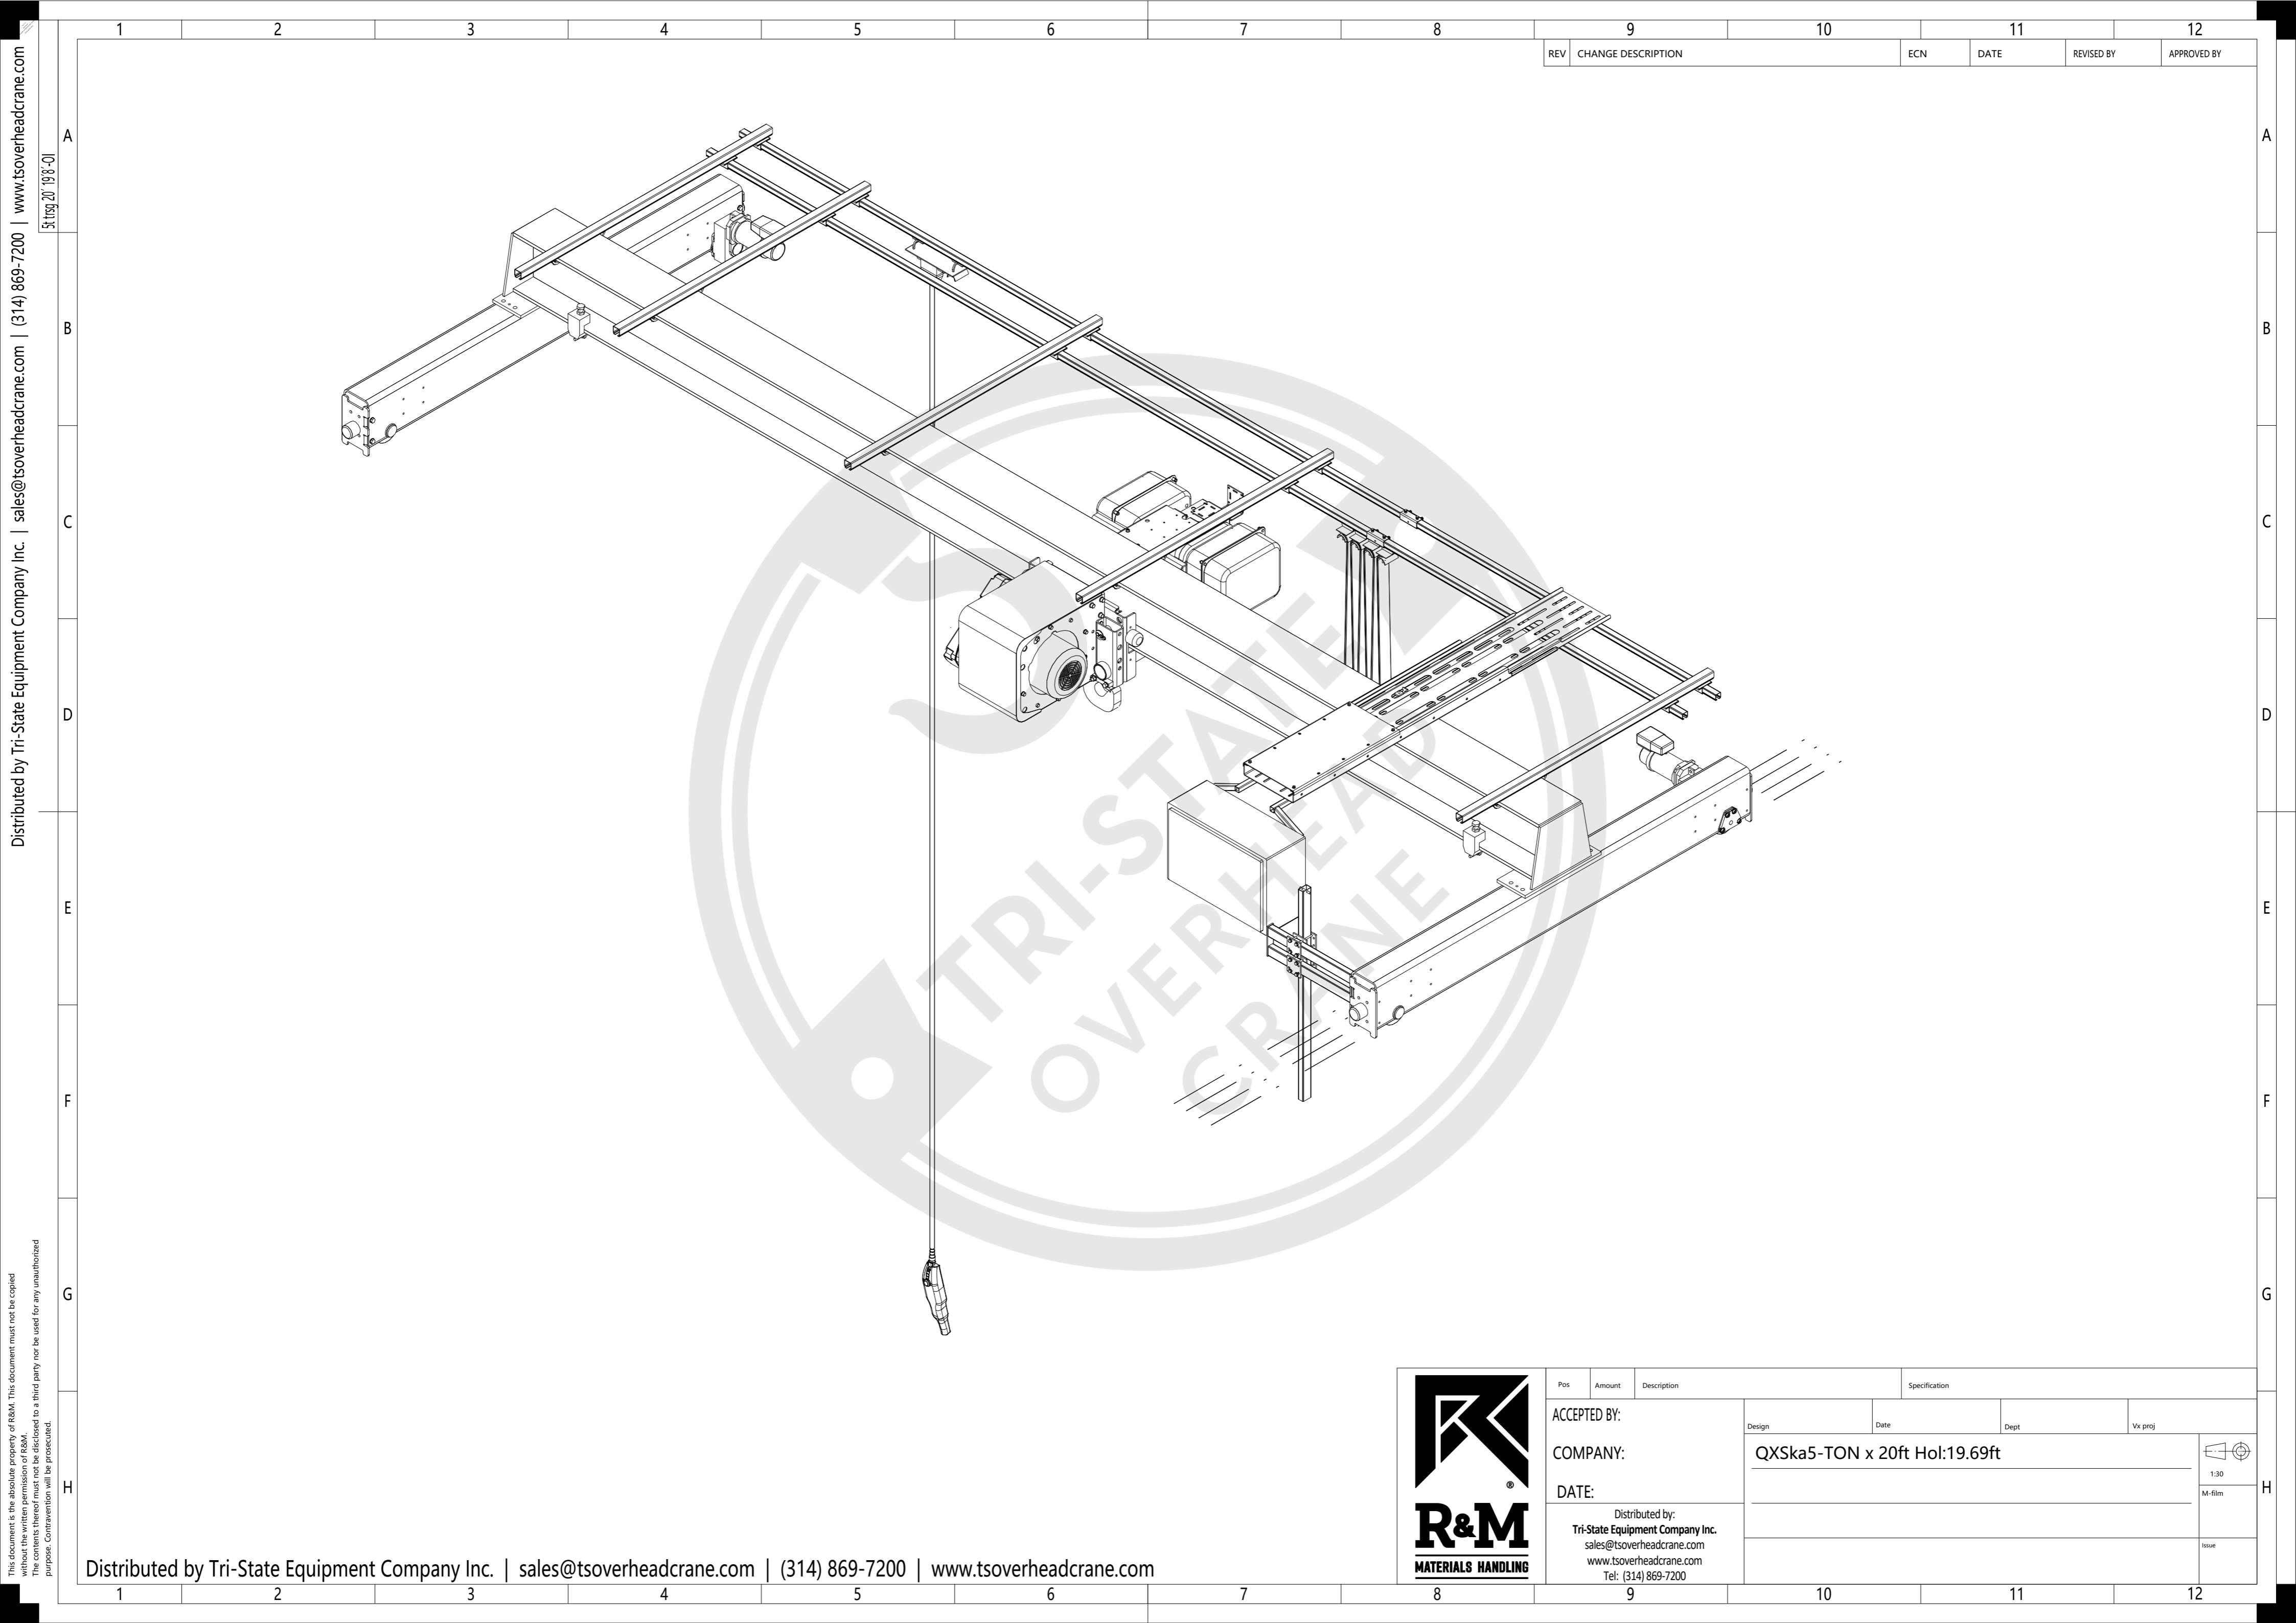 1 2 3 4 5 6 7 8 9 10 11 12
REV CHANGE DESCRIPTION ECN DATE REVISED BY APPROVED BY
A A
B B
C C
D D
E E
F F
G G
H H
5t trsg 20´ 19'8'-0l
Distributed by Tri-State Equipment Company Inc. | sales@tsoverheadcrane.com | (314) 869-7200 | www.tsoverheadcrane.com
This document is the absolute property of R&M. This document must not be copied
without the written permission of R&M.
The contents thereof must not be disclosed to a third party nor be used for any unauthorized
purpose. Contravention will be prosecuted.
TRI-STATE
OVERHEAD
CRANE
Pos Amount Description Specification
ACCEPTED BY:
COMPANY:
DATE:
Design Date Dept Vx proj
QXSka5-TON x 20ft Hol:19.69ft
1:30
M-film
Issue
®
R&M
MATERIALS HANDLING
Distributed by:
Tri-State Equipment Company Inc.
sales@tsoverheadcrane.com
www.tsoverheadcrane.com
Tel: (314) 869-7200
Distributed by Tri-State Equipment Company Inc. | sales@tsoverheadcrane.com | (314) 869-7200 | www.tsoverheadcrane.com
1 2 3 4 5 6 7 8 9 10 11 12